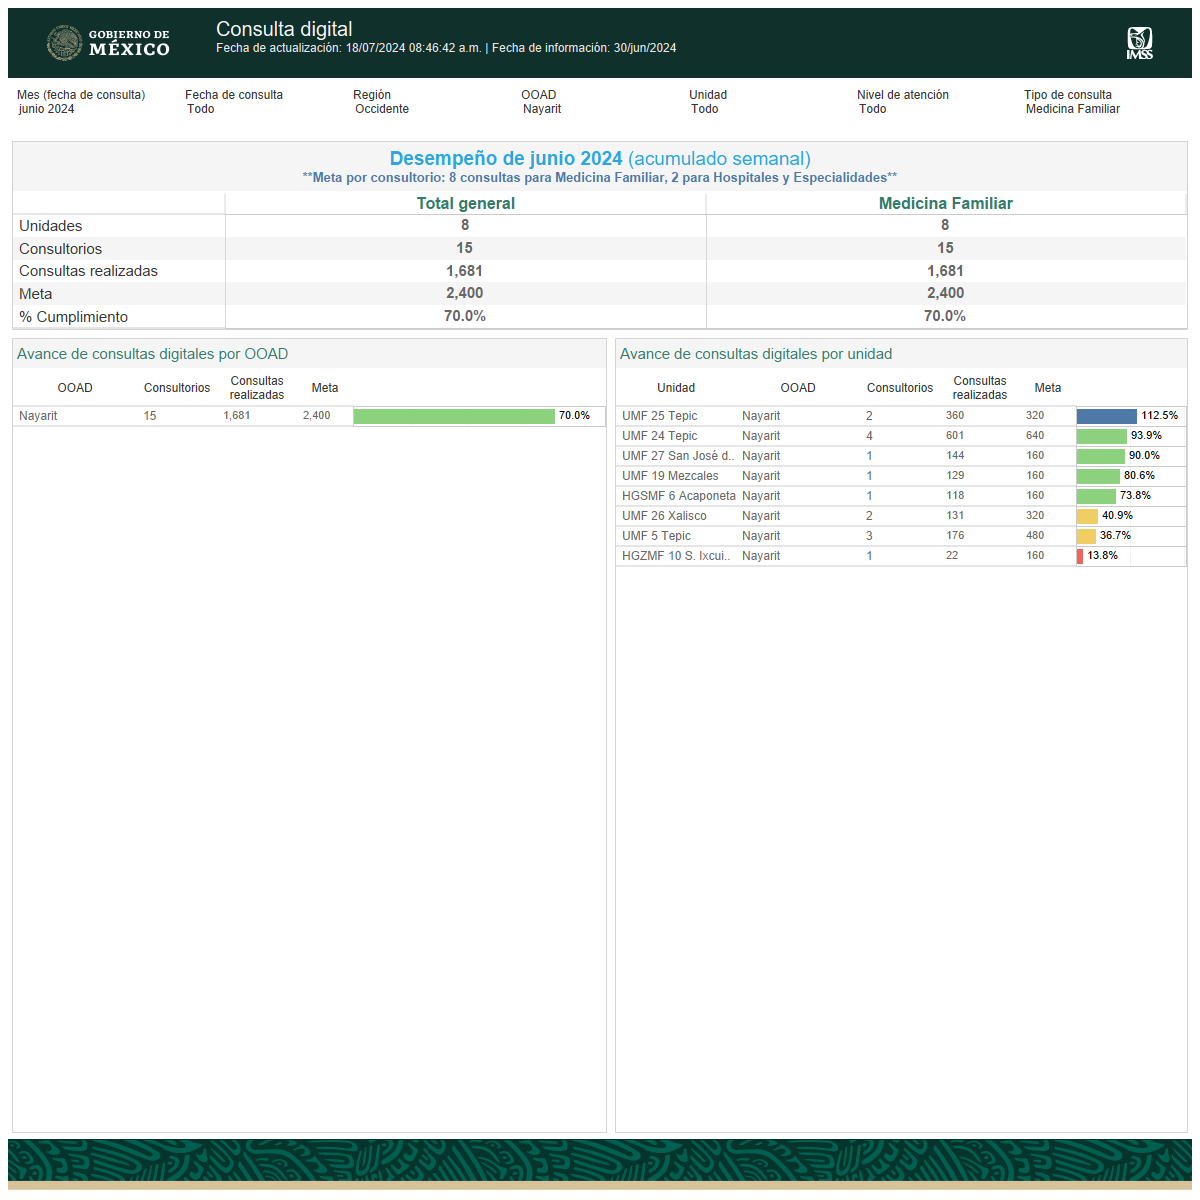 GOBIERNO DE
MÉXICO
Consulta digital
Fecha de actualización: 18/07/2024 08:46:42 a.m. | Fecha de información: 30/jun/2024
IMSS
Mes (fecha de consulta) Fecha de consulta Región OOAD Unidad Nivel de atención Tipo de consulta
junio 2024 Todo Occidente Nayarit Todo Todo Medicina Familiar
Desempeño de junio 2024 (acumulado semanal)
**Meta por consultorio: 8 consultas para Medicina Familiar, 2 para Hospitales y Especialidades**
Total general Medicina Familiar
Unidades 8 8
Consultorios 15 15
Consultas realizadas 1,681 1,681
Meta 2,400 2,400
% Cumplimiento 70.0% 70.0%
Avance de consultas digitales por OOAD
OOAD Consultorios Consultas realizadas Meta
Nayarit 15 1,681 2,400 70.0%
Avance de consultas digitales por unidad
Unidad OOAD Consultorios Consultas realizadas Meta
UMF 25 Tepic Nayarit 2 360 320 112.5%
UMF 24 Tepic Nayarit 4 601 640 93.9%
UMF 27 San José d.. Nayarit 1 144 160 90.0%
UMF 19 Mezcales Nayarit 1 129 160 80.6%
HGSMF 6 Acaponeta Nayarit 1 118 160 73.8%
UMF 26 Xalisco Nayarit 2 131 320 40.9%
UMF 5 Tepic Nayarit 3 176 480 36.7%
HGZMF 10 S. Ixcui.. Nayarit 1 22 160 13.8%